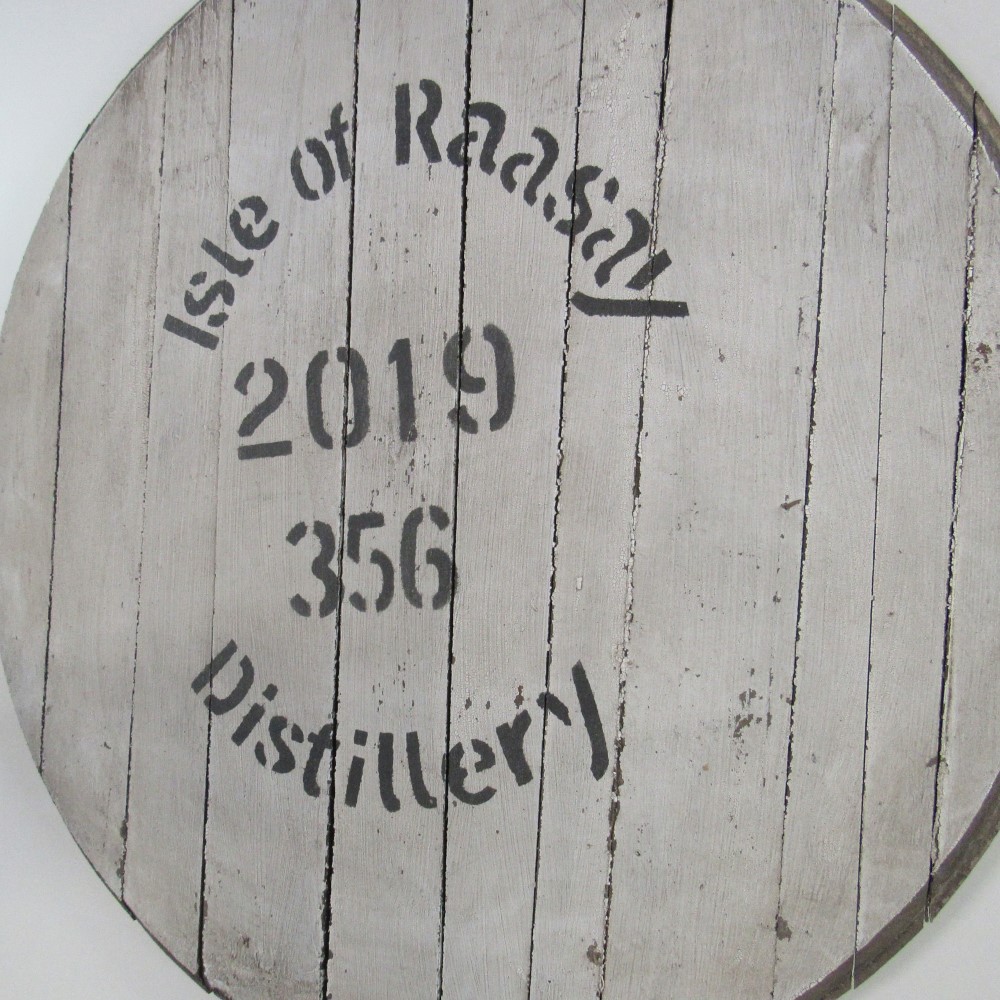 Isle of Raasay
2019
356
Distillery